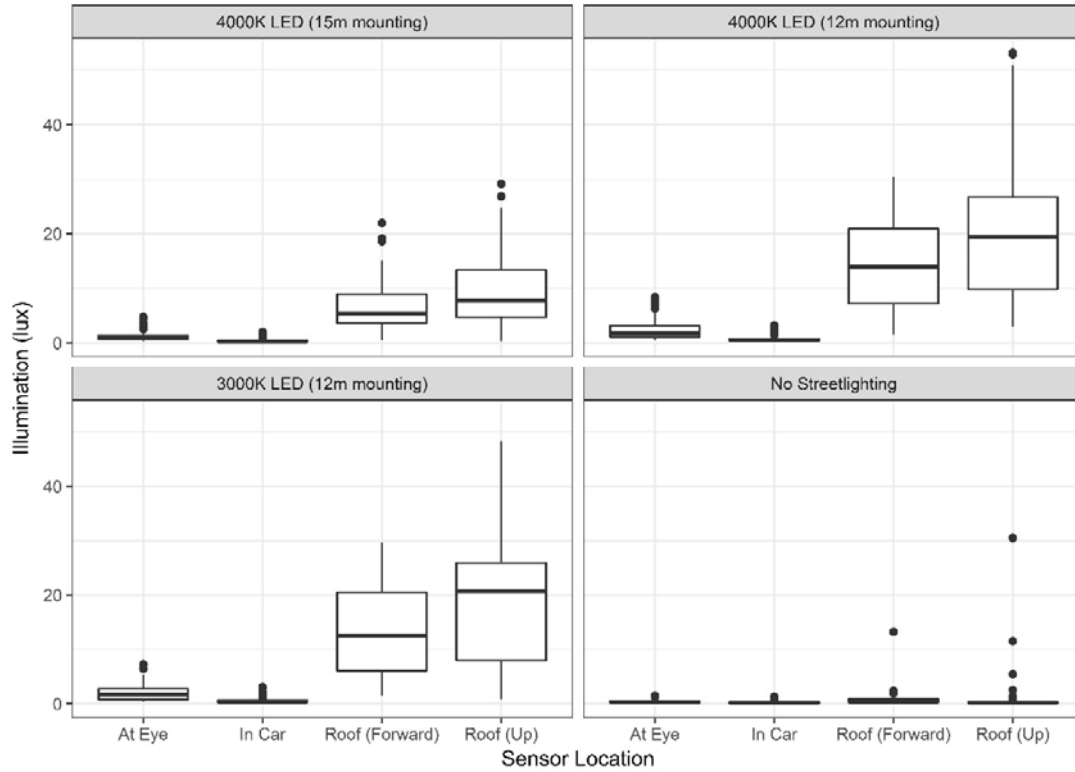 4000K LED (15m mounting)
4000K LED (12m mounting)
40
20
0
3000K LED (12m mounting)
No Streetlighting
40
20
0
Illumination (lux)
At Eye
In Car
Roof (Forward)
Roof (Up)
At Eye
In Car
Roof (Forward)
Roof (Up)
Sensor Location